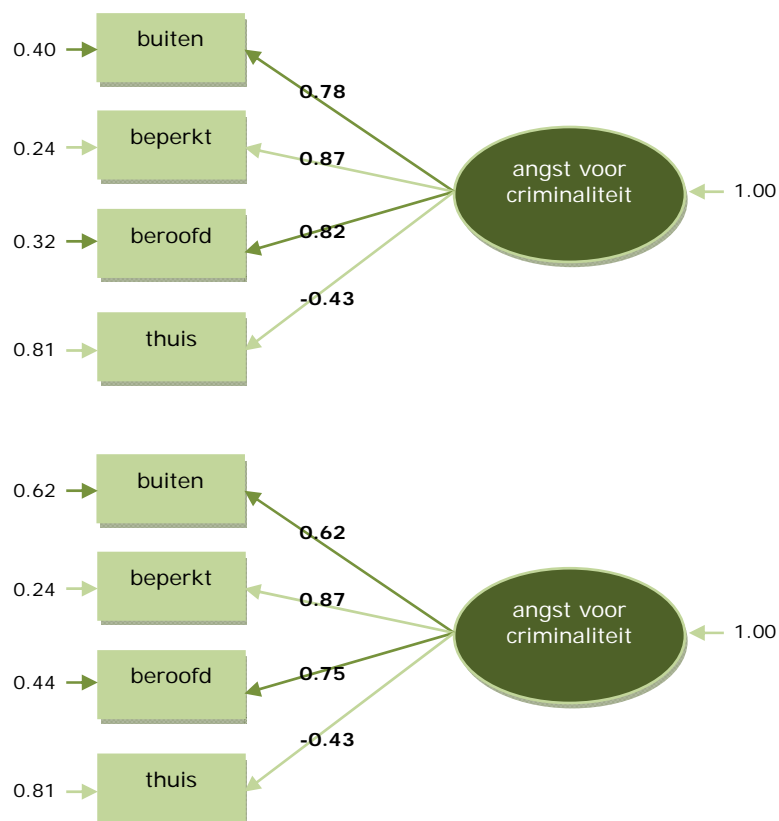 buiten
0.40
0.78
beperkt
0.24
0.87
angst voor
criminaliteit
1.00
beroofd
0.32
0.82
thuis
0.81
-0.43
buiten
0.62
0.62
beperkt
0.24
0.87
angst voor
criminaliteit
1.00
beroofd
0.44
0.75
thuis
0.81
-0.43